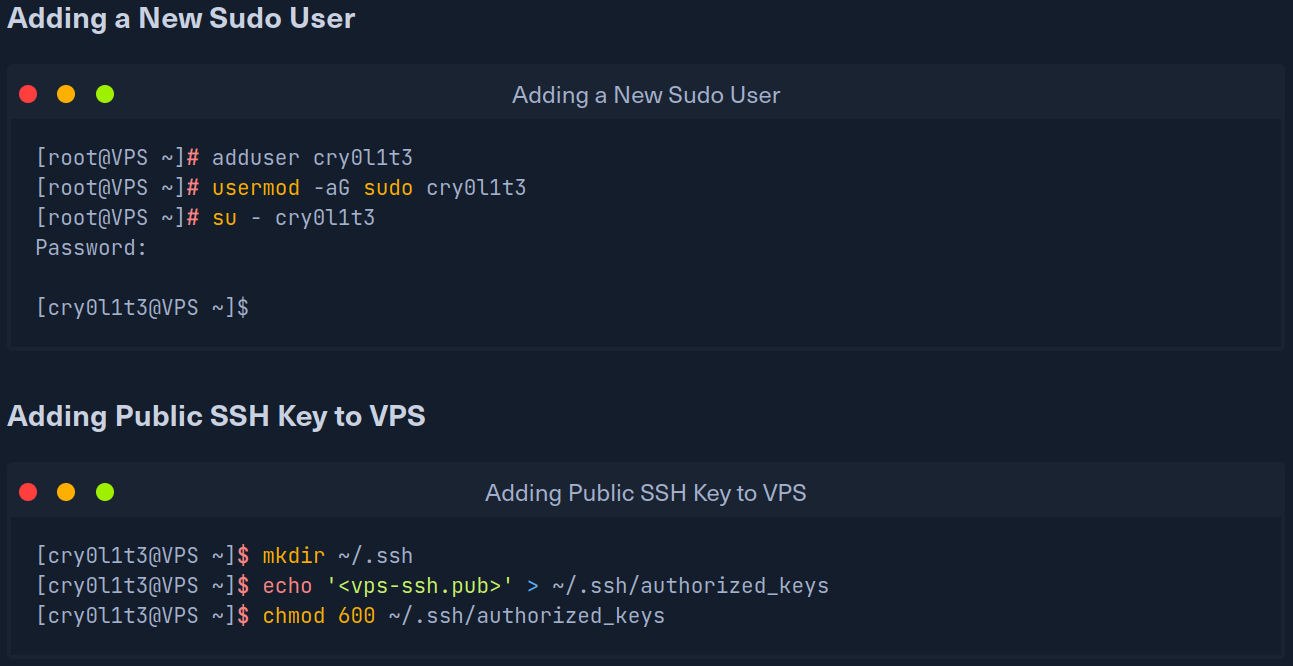 Adding a New Sudo User
Adding a New Sudo User
[root@VPS ~]# adduser cry0l1t3
[root@VPS ~]# usermod -aG sudo cry0l1t3
[root@VPS ~]# su - cry0l1t3
Password:
[cry0l1t3@VPS ~]$
Adding Public SSH Key to VPS
Adding Public SSH Key to VPS
[cry0l1t3@VPS ~]$ mkdir ~/.ssh
[cry0l1t3@VPS ~]$ echo '<vps-ssh.pub>' > ~/.ssh/authorized_keys
[cry0l1t3@VPS ~]$ chmod 600 ~/.ssh/authorized_keys